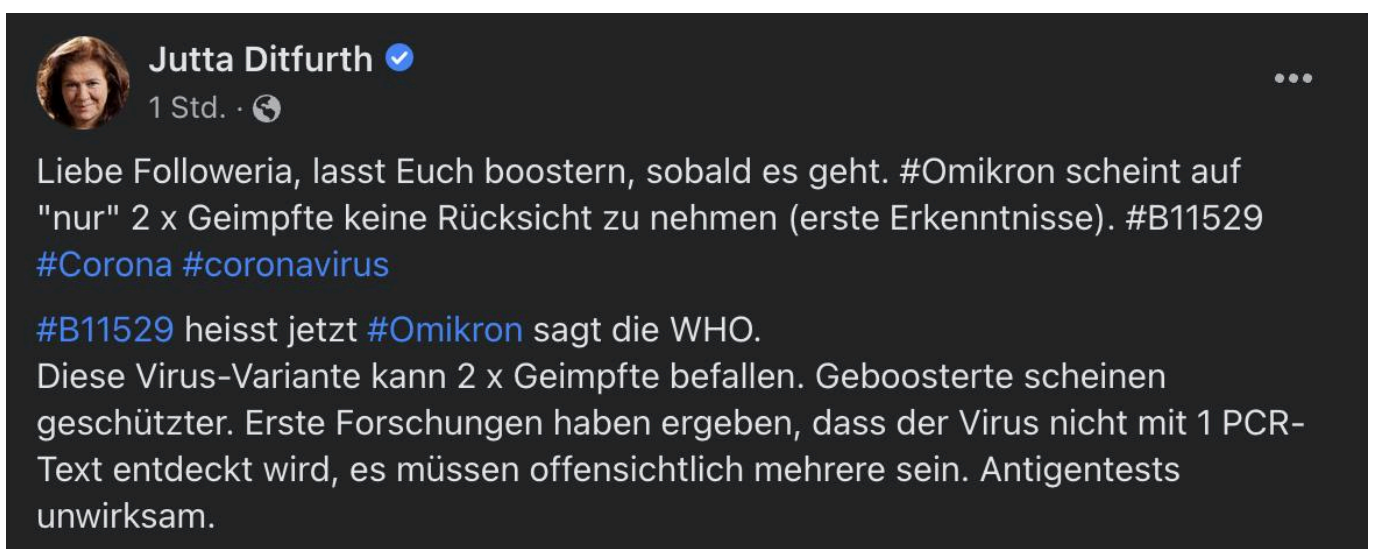 Jutta Ditfurth
1 Std. ·
Liebe Followeria, lasst Euch boostern, sobald es geht. #Omikron scheint auf
"nur" 2 x Geimpfte keine Rücksicht zu nehmen (erste Erkenntnisse). #B11529
#Corona #coronavirus
#B11529 heisst jetzt #Omikron sagt die WHO.
Diese Virus-Variante kann 2 x Geimpfte befallen. Geboosterte scheinen
geschützter. Erste Forschungen haben ergeben, dass der Virus nicht mit 1 PCR-
Text entdeckt wird, es müssen offensichtlich mehrere sein. Antigentests
unwirksam.